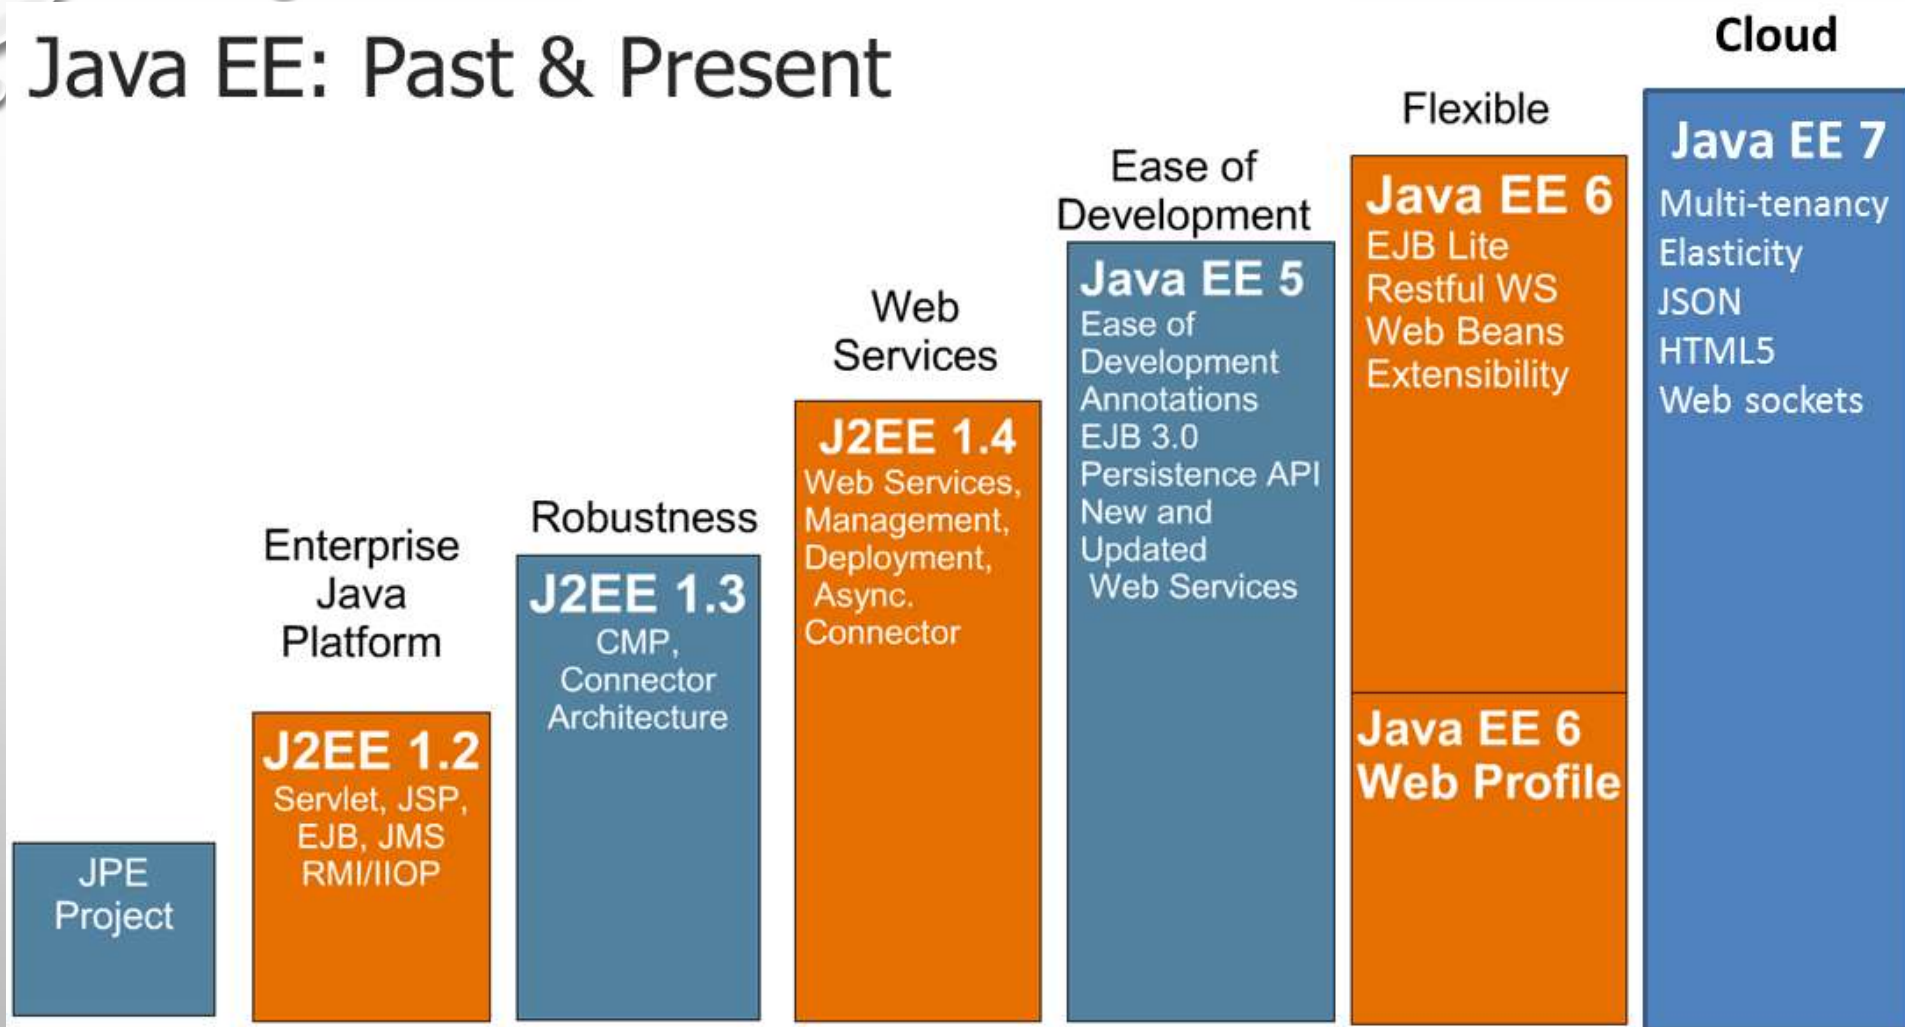 Java EE: Past & Present
JPE
Project
Enterprise
Java
Platform
J2EE 1.2
Servlet, JSP,
EJB, JMS
RMI/IIOP
Robustness
J2EE 1.3
CMP,
Connector
Architecture
Web
Services
J2EE 1.4
Web Services,
Management,
Deployment,
Async.
Connector
Ease of
Development
Java EE 5
Ease of
Development
Annotations
EJB 3.0
Persistence API
New and
Updated
Web Services
Flexible
Java EE 6
EJB Lite
Restful WS
Web Beans
Extensibility
Java EE 6
Web Profile
Cloud
Java EE 7
Multi-tenancy
Elasticity
JSON
HTML5
Web sockets